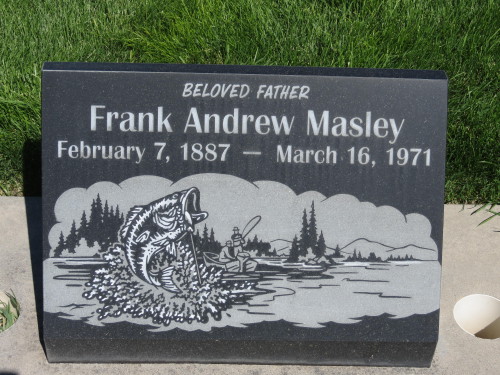 BELOVED FATHER
Frank Andrew Masley
February 7, 1887 — March 16, 1971